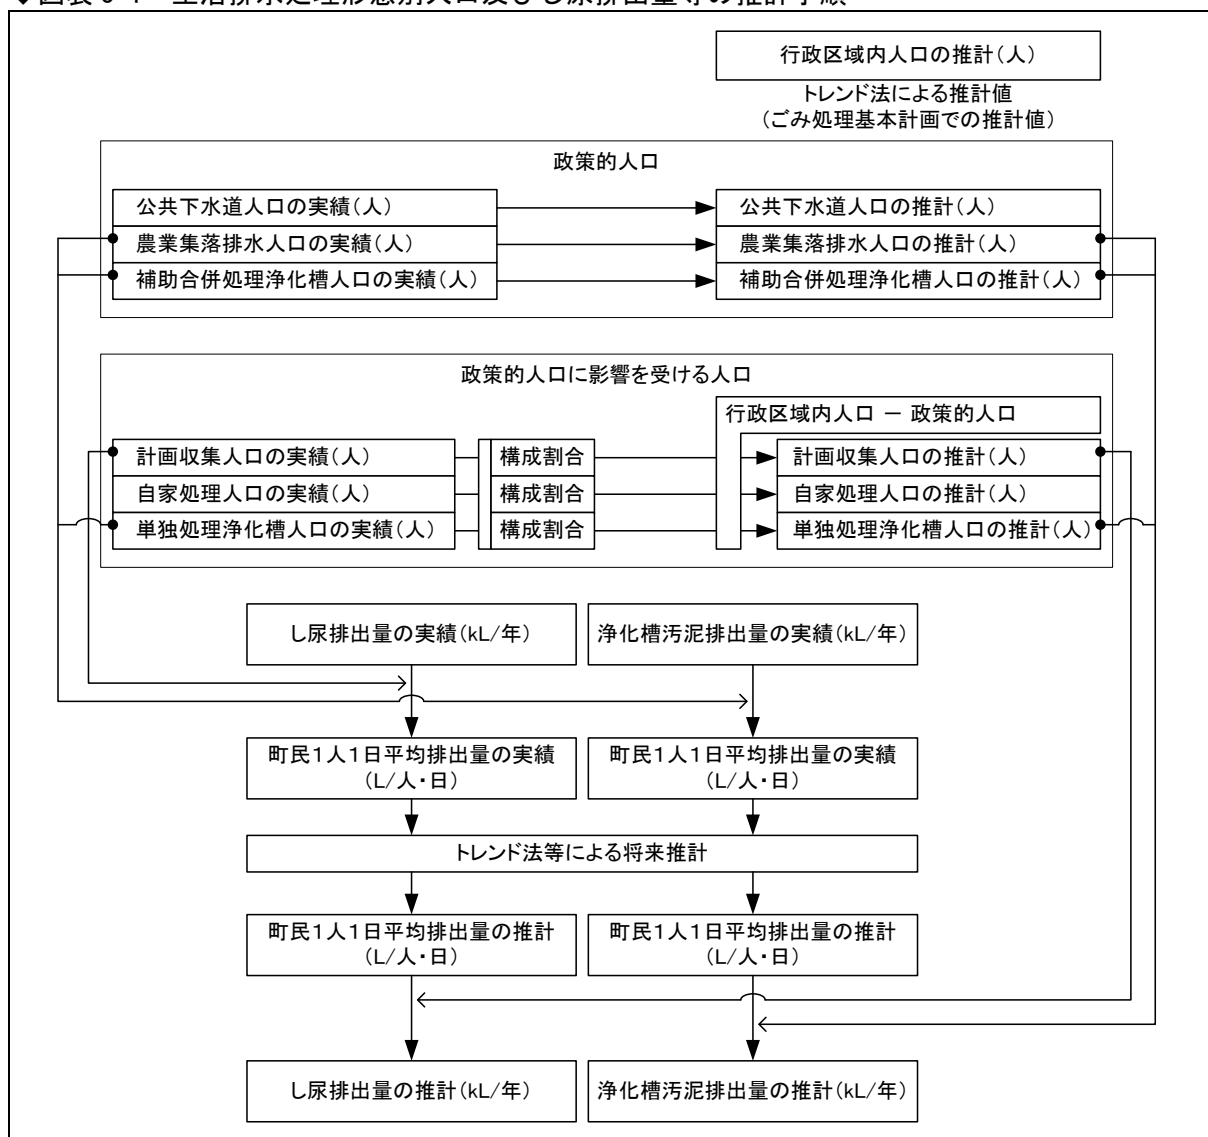 行政区域内人口の推計(人)
トレンド法による推計値
(ごみ処理基本計画での推計値)
政策的人口
公共下水道人口の実績(人)
公共下水道人口の推計(人)
農業集落排水人口の実績(人)
農業集落排水人口の推計(人)
補助合併処理浄化槽人口の実績(人)
補助合併処理浄化槽人口の推計(人)
政策的人口に影響を受ける人口
行政区域内人口 － 政策的人口
計画収集人口の実績(人)
構成割合
計画収集人口の推計(人)
自家処理人口の実績(人)
構成割合
自家処理人口の推計(人)
単独処理浄化槽人口の実績(人)
構成割合
単独処理浄化槽人口の推計(人)
し尿排出量の実績(kL/年)
浄化槽汚泥排出量の実績(kL/年)
町民1人1日平均排出量の実績
(L/人・日)
町民1人1日平均排出量の実績
(L/人・日)
トレンド法等による将来推計
町民1人1日平均排出量の推計
(L/人・日)
町民1人1日平均排出量の推計
(L/人・日)
し尿排出量の推計(kL/年)
浄化槽汚泥排出量の推計(kL/年)